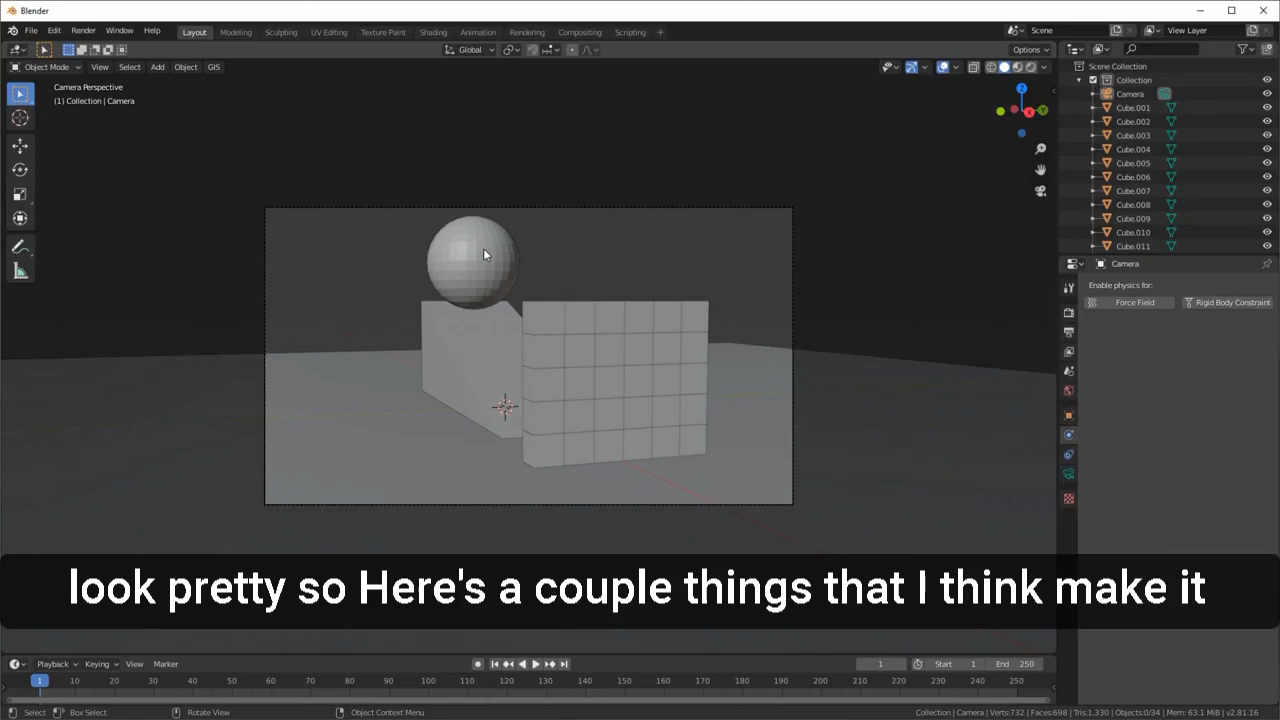 Blender
File Edit Render Window Help
Layout Modeling Sculpting UV Editing Texture Paint Shading Animation Rendering Compositing Scripting +
Scene
View Layer
Global
Options
Object Mode View Select Add Object GIS
Camera Perspective
(1) Collection | Camera
Z
X
Y
Scene Collection
Collection
Camera
Cube.001
Cube.002
Cube.003
Cube.004
Cube.005
Cube.006
Cube.007
Cube.008
Cube.009
Cube.010
Cube.011
Camera
Enable physics for:
Force Field
Rigid Body Constraint
look pretty so Here's a couple things that I think make it
Playback Keying View Marker
1
Start 1
End 250
1 10 20 30 40 50 60 70 80 90 100 110 120 130 140 150 160 170 180 190 200 210 220 230 240 250
Select Box Select Rotate View Object Context Menu
Collection | Camera | Verts:732 | Faces:698 | Tris:1,330 | Objects:0/34 | Mem: 63.1 MiB | v2.81.16